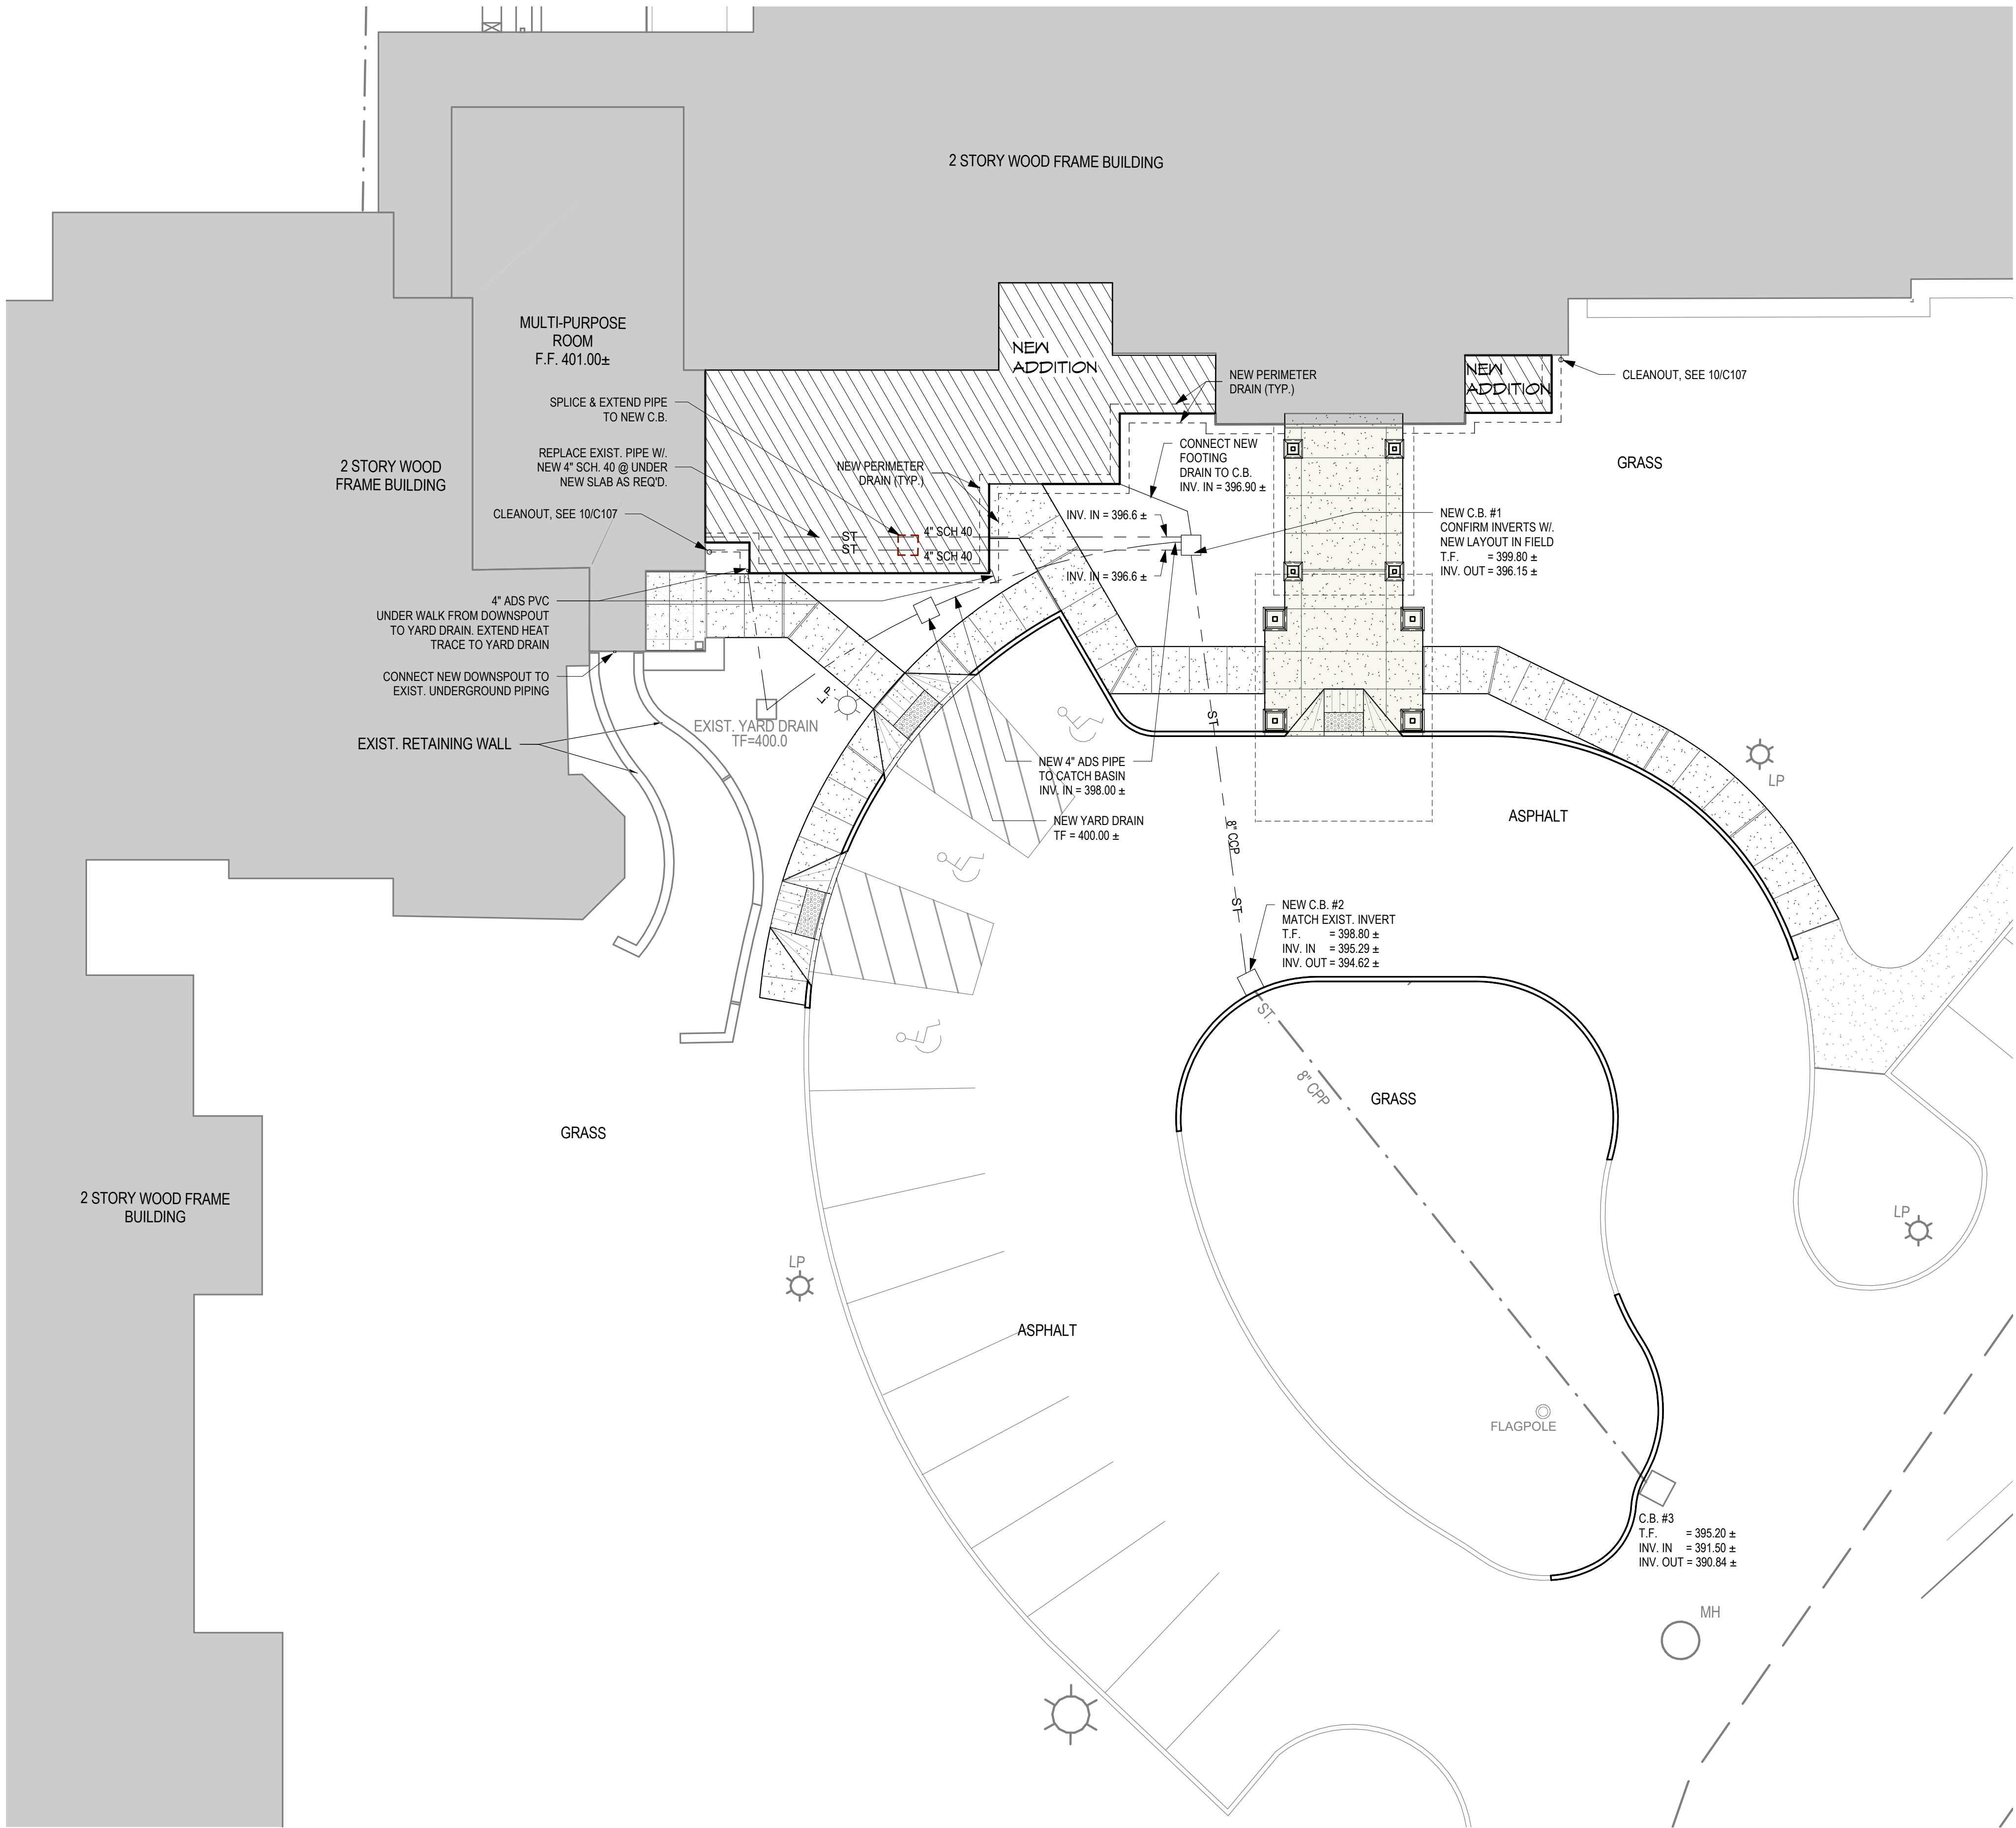 2 STORY WOOD FRAME BUILDING
MULTI-PURPOSE
ROOM
F.F. 401.00±
NEW
ADDITION
NEW
ADDITION
NEW PERIMETER
DRAIN (TYP.)
CLEANOUT, SEE 10/C107
SPLICE & EXTEND PIPE
TO NEW C.B.
REPLACE EXIST. PIPE W/.
NEW 4" SCH. 40 @ UNDER
NEW SLAB AS REQ'D.
2 STORY WOOD
FRAME BUILDING
NEW PERIMETER
DRAIN (TYP.)
CONNECT NEW
FOOTING
DRAIN TO C.B.
INV. IN = 396.90 ±
GRASS
CLEANOUT, SEE 10/C107
INV. IN = 396.6 ±
NEW C.B. #1
CONFIRM INVERTS W/.
NEW LAYOUT IN FIELD
T.F. = 399.80 ±
INV. OUT = 396.15 ±
ST
4" SCH 40
ST
4" SCH 40
INV. IN = 396.6 ±
4" ADS PVC
UNDER WALK FROM DOWNSPOUT
TO YARD DRAIN. EXTEND HEAT
TRACE TO YARD DRAIN
CONNECT NEW DOWNSPOUT TO
EXIST. UNDERGROUND PIPING
LP
EXIST. YARD DRAIN
TF=400.0
EXIST. RETAINING WALL
ST
NEW 4" ADS PIPE
TO CATCH BASIN
INV. IN = 398.00 ±
LP
NEW YARD DRAIN
TF = 400.00 ±
8" CCP
ASPHALT
ST
NEW C.B. #2
MATCH EXIST. INVERT
T.F. = 398.80 ±
INV. IN = 395.29 ±
INV. OUT = 394.62 ±
ST.
8" CPP
GRASS
GRASS
2 STORY WOOD FRAME
BUILDING
LP
LP
ASPHALT
FLAGPOLE
C.B. #3
T.F. = 395.20 ±
INV. IN = 391.50 ±
INV. OUT = 390.84 ±
MH